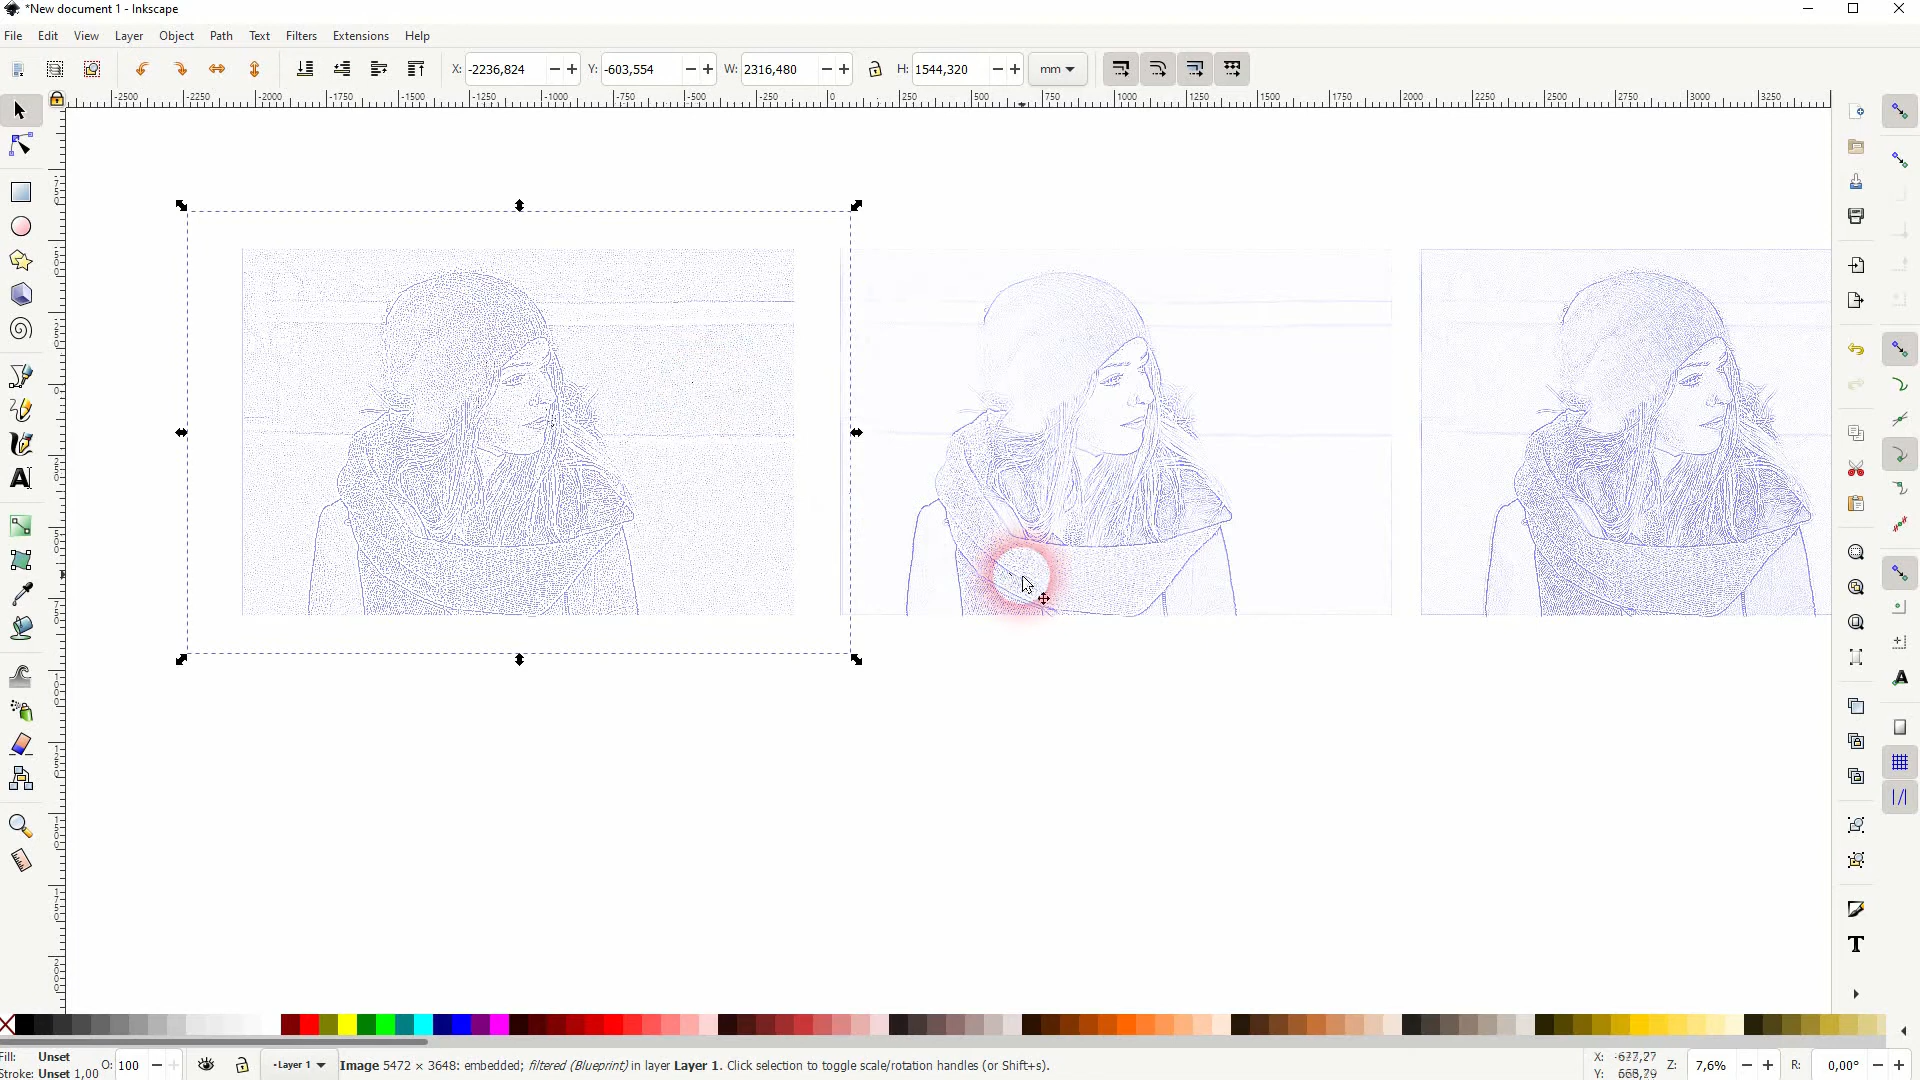 *New document 1 - Inkscape
File Edit View Layer Object Path Text Filters Extensions Help
X: -2236,824 Y: -603,554 W: 2316,480 H: 1544,320 mm
-2500 -2250 -2000 -1750 -1500 -1250 -1000 -750 -500 -250 0 250 500 750 1000 1250 1500 1750 2000 2250 2500 2750 3000 3250
Fill: Unset
Stroke: Unset 1,00
O: 100
Layer 1
Image 5472 × 3648: embedded; filtered (Blueprint) in layer Layer 1. Click selection to toggle scale/rotation handles (or Shift+s).
X: -677,27
Y: 668,79
Z: 7,6%
R: 0,00°